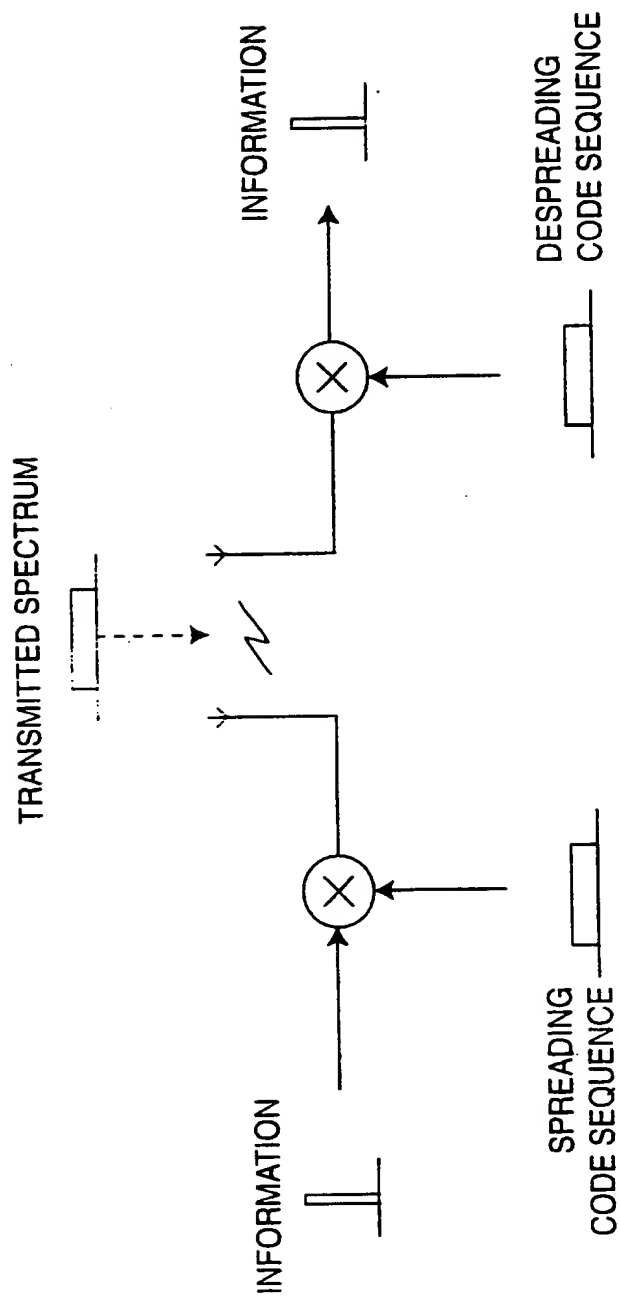 TRANSMITTED SPECTRUM
INFORMATION
INFORMATION
SPREADING
CODE SEQUENCE
DESPREADING
CODE SEQUENCE